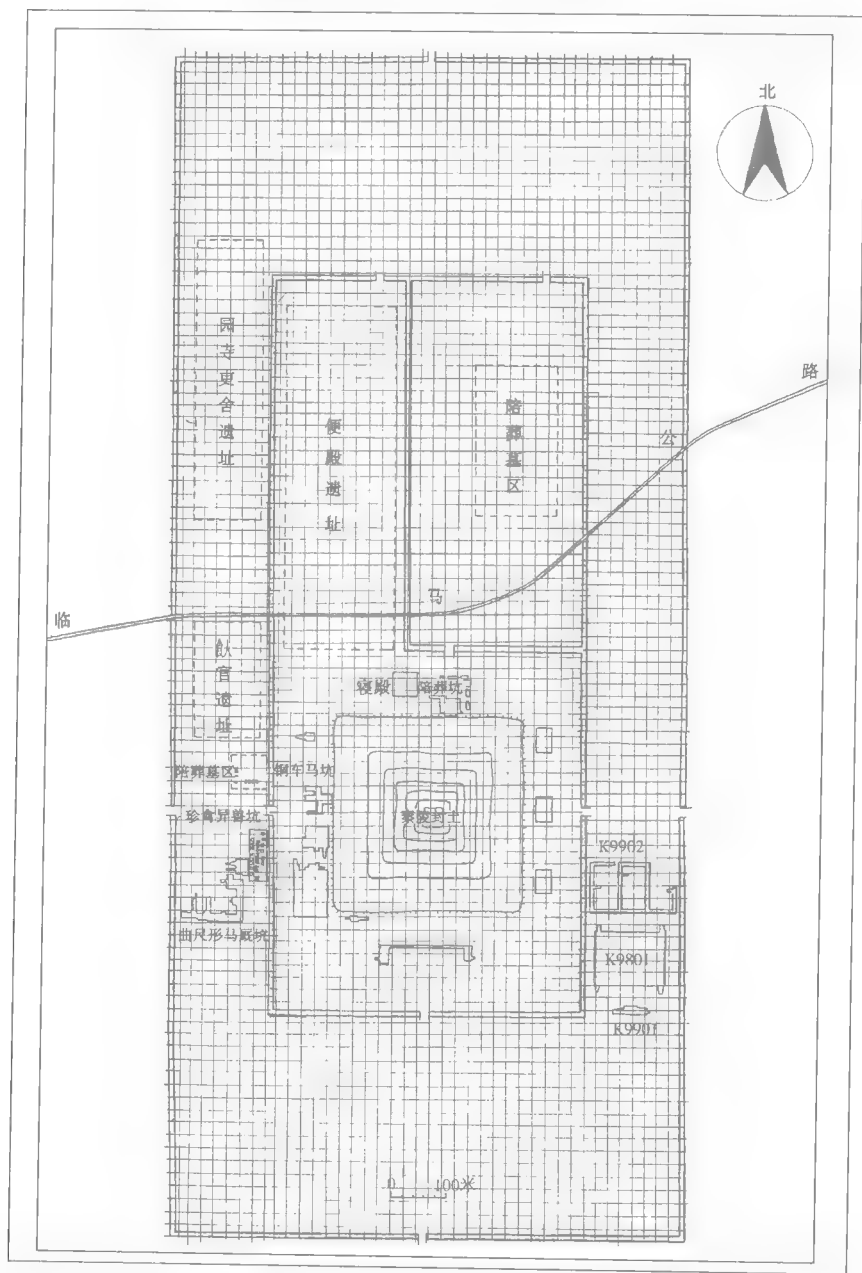 北
园寺吏舍遗址
便殿遗址
陪葬墓区
路
公
马
临
飤官遗址
寝殿
陪葬坑
陪葬墓区
铜车马坑
珍禽异兽坑
秦陵封土
K9902
曲尺形马厩坑
K9801
K9901
0 100米